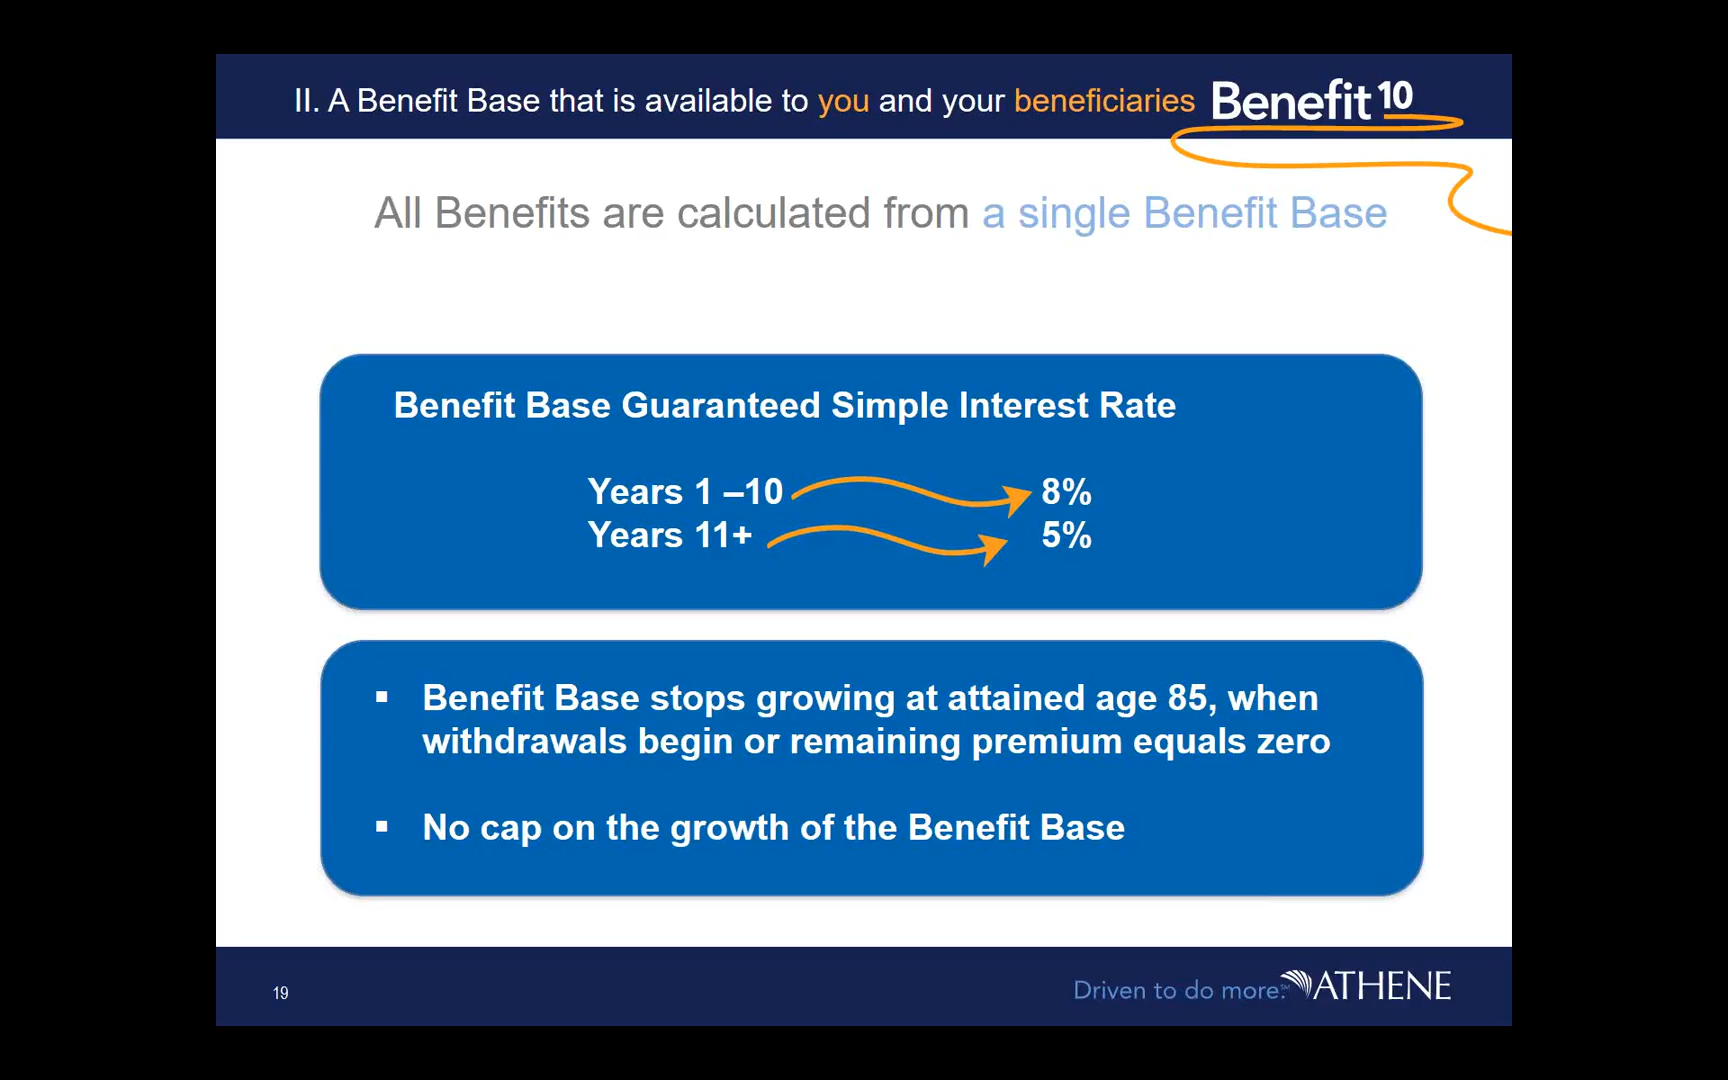 II. A Benefit Base that is available to you and your beneficiaries Benefit 10
All Benefits are calculated from a single Benefit Base
Benefit Base Guaranteed Simple Interest Rate
Years 1 –10 8%
Years 11+ 5%
▪ Benefit Base stops growing at attained age 85, when
withdrawals begin or remaining premium equals zero
▪ No cap on the growth of the Benefit Base
19
Driven to do more.℠ ATHENE